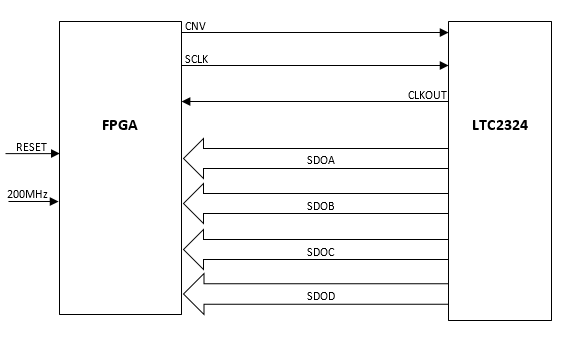 CNV
SCLK
CLKOUT
FPGA
LTC2324
RESET
SDOA
200MHz
SDOB
SDOC
SDOD